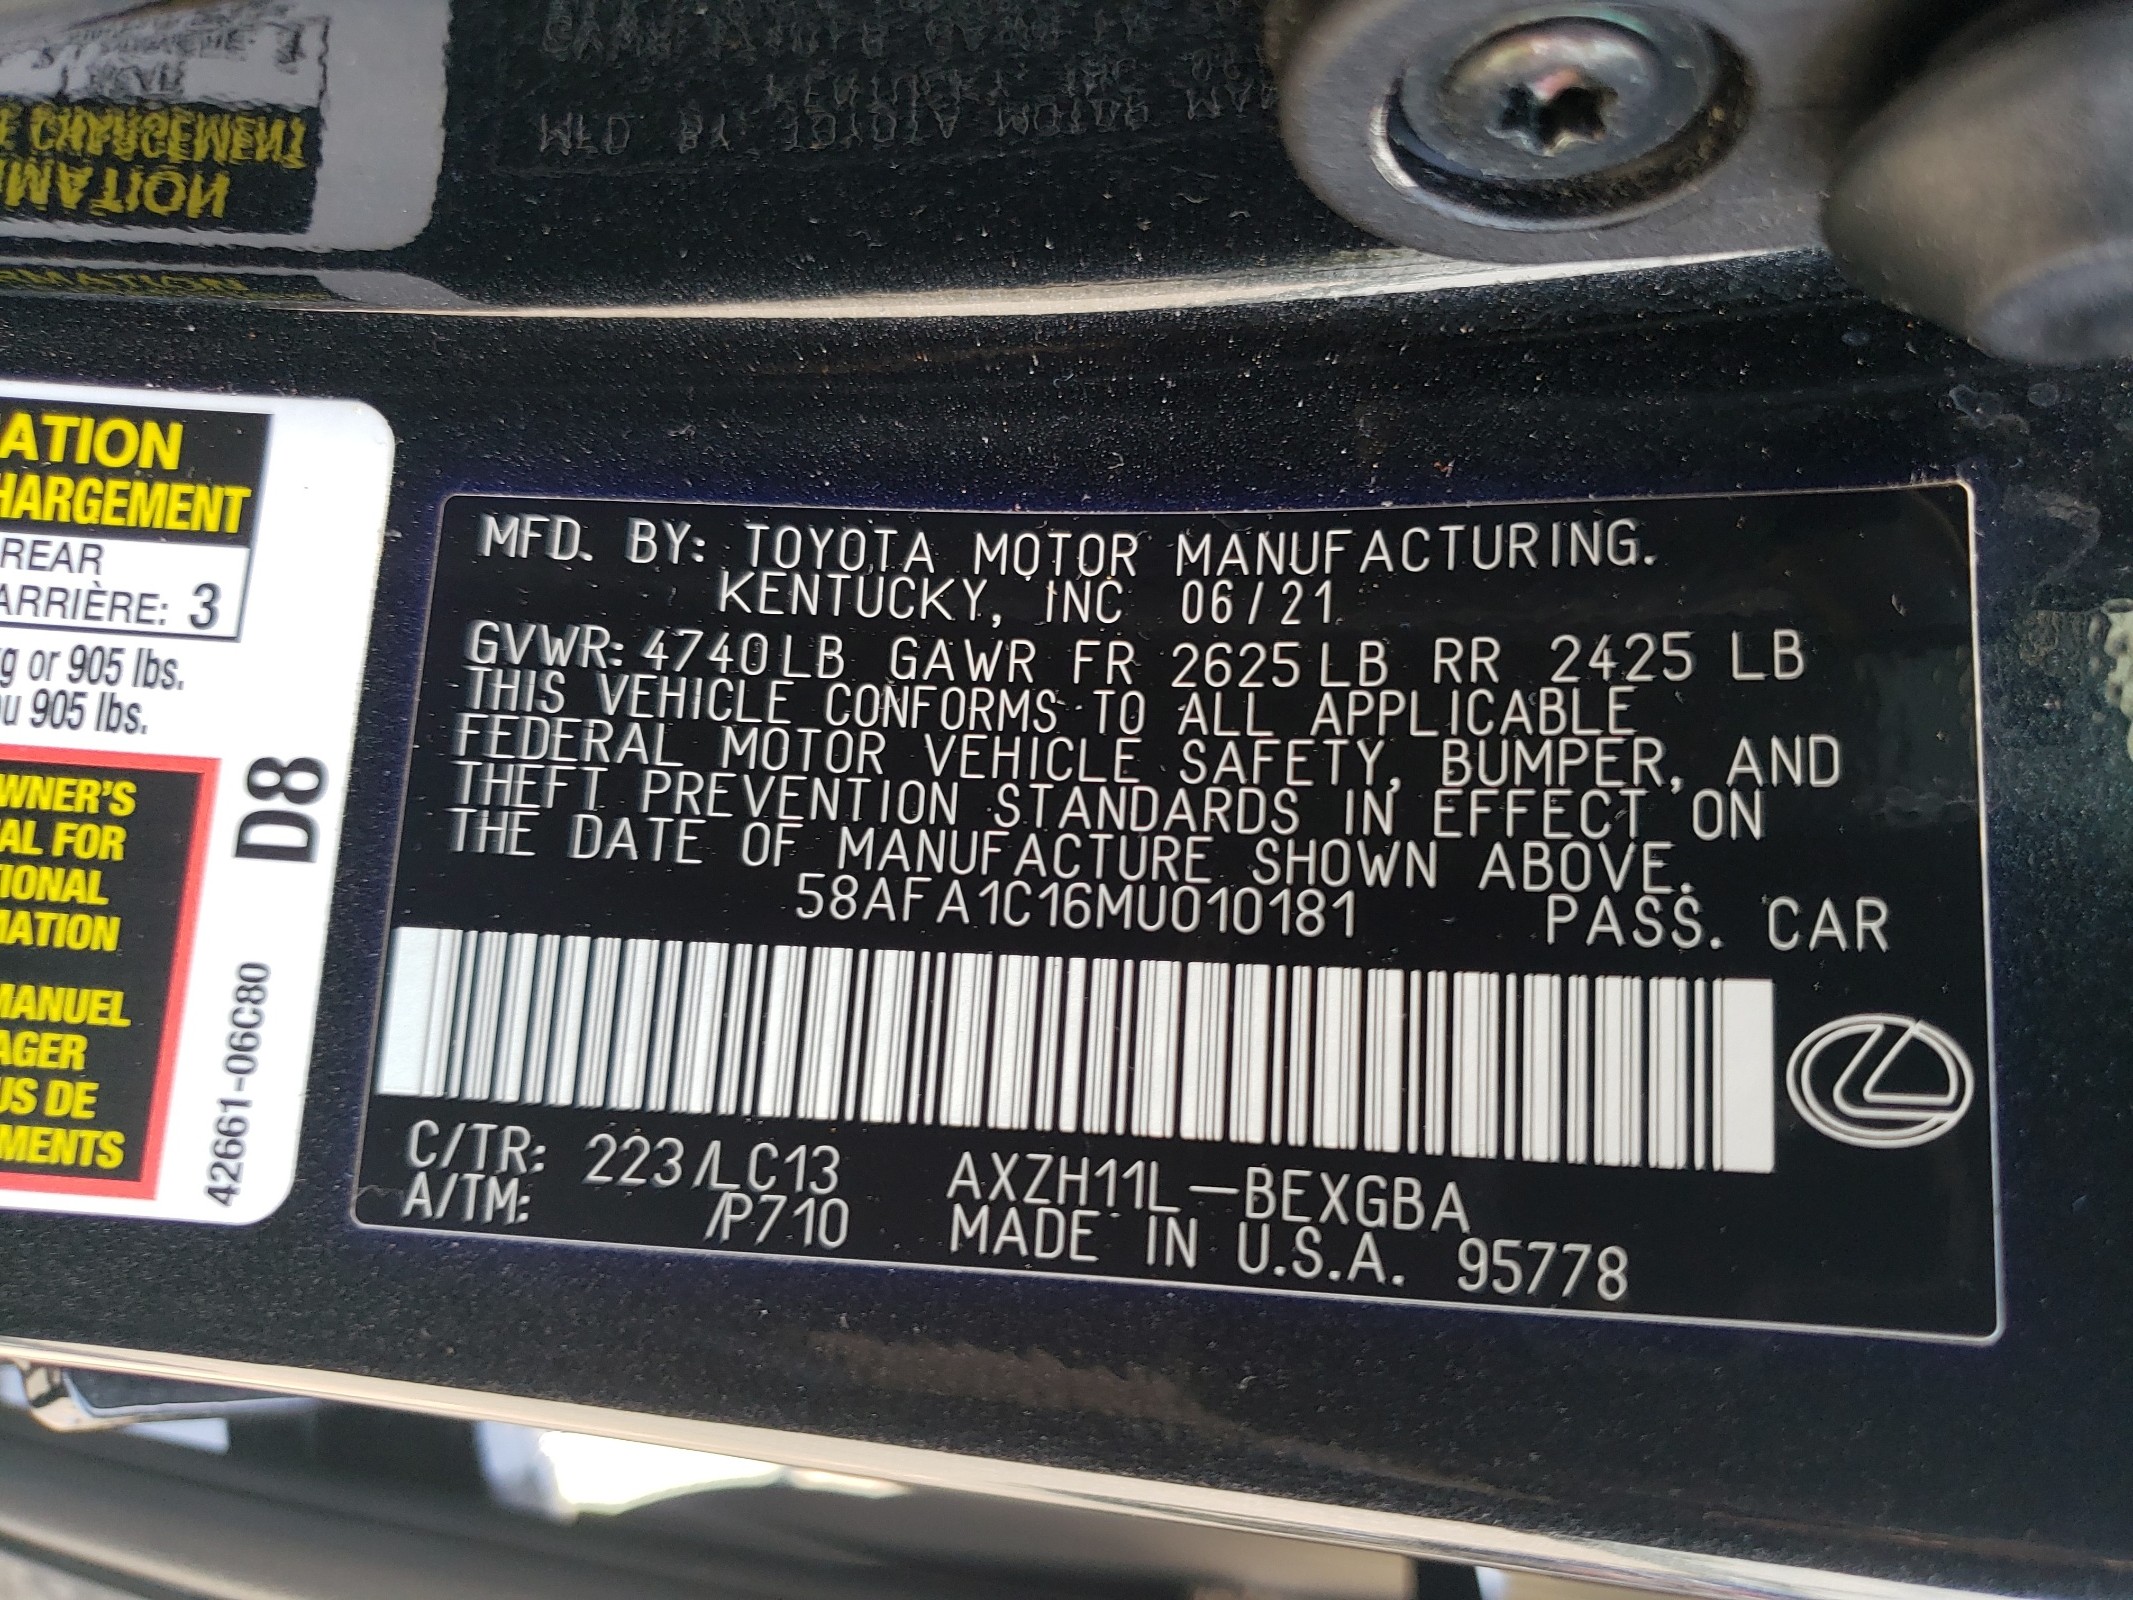 ATION
HARGEMENT
REAR
ARRIÈRE: 3
g or 905 lbs.
u 905 lbs.
WNER'S
AL FOR
TIONAL
MATION
MANUEL
AGER
US DE
MENTS
D8
42661-06C80
MFD. BY: TOYOTA MOTOR MANUFACTURING.
KENTUCKY, INC 06/21
GVWR: 4740LB GAWR FR 2625LB RR 2425 LB
THIS VEHICLE CONFORMS TO ALL APPLICABLE
FEDERAL MOTOR VEHICLE SAFETY, BUMPER, AND
THEFT PREVENTION STANDARDS IN EFFECT ON
THE DATE OF MANUFACTURE SHOWN ABOVE.
58AFA1C16MU010181 PASS. CAR
C/TR: 223/LC13 AXZH11L-BEXGBA
A/TM: /P710 MADE IN U.S.A. 95778